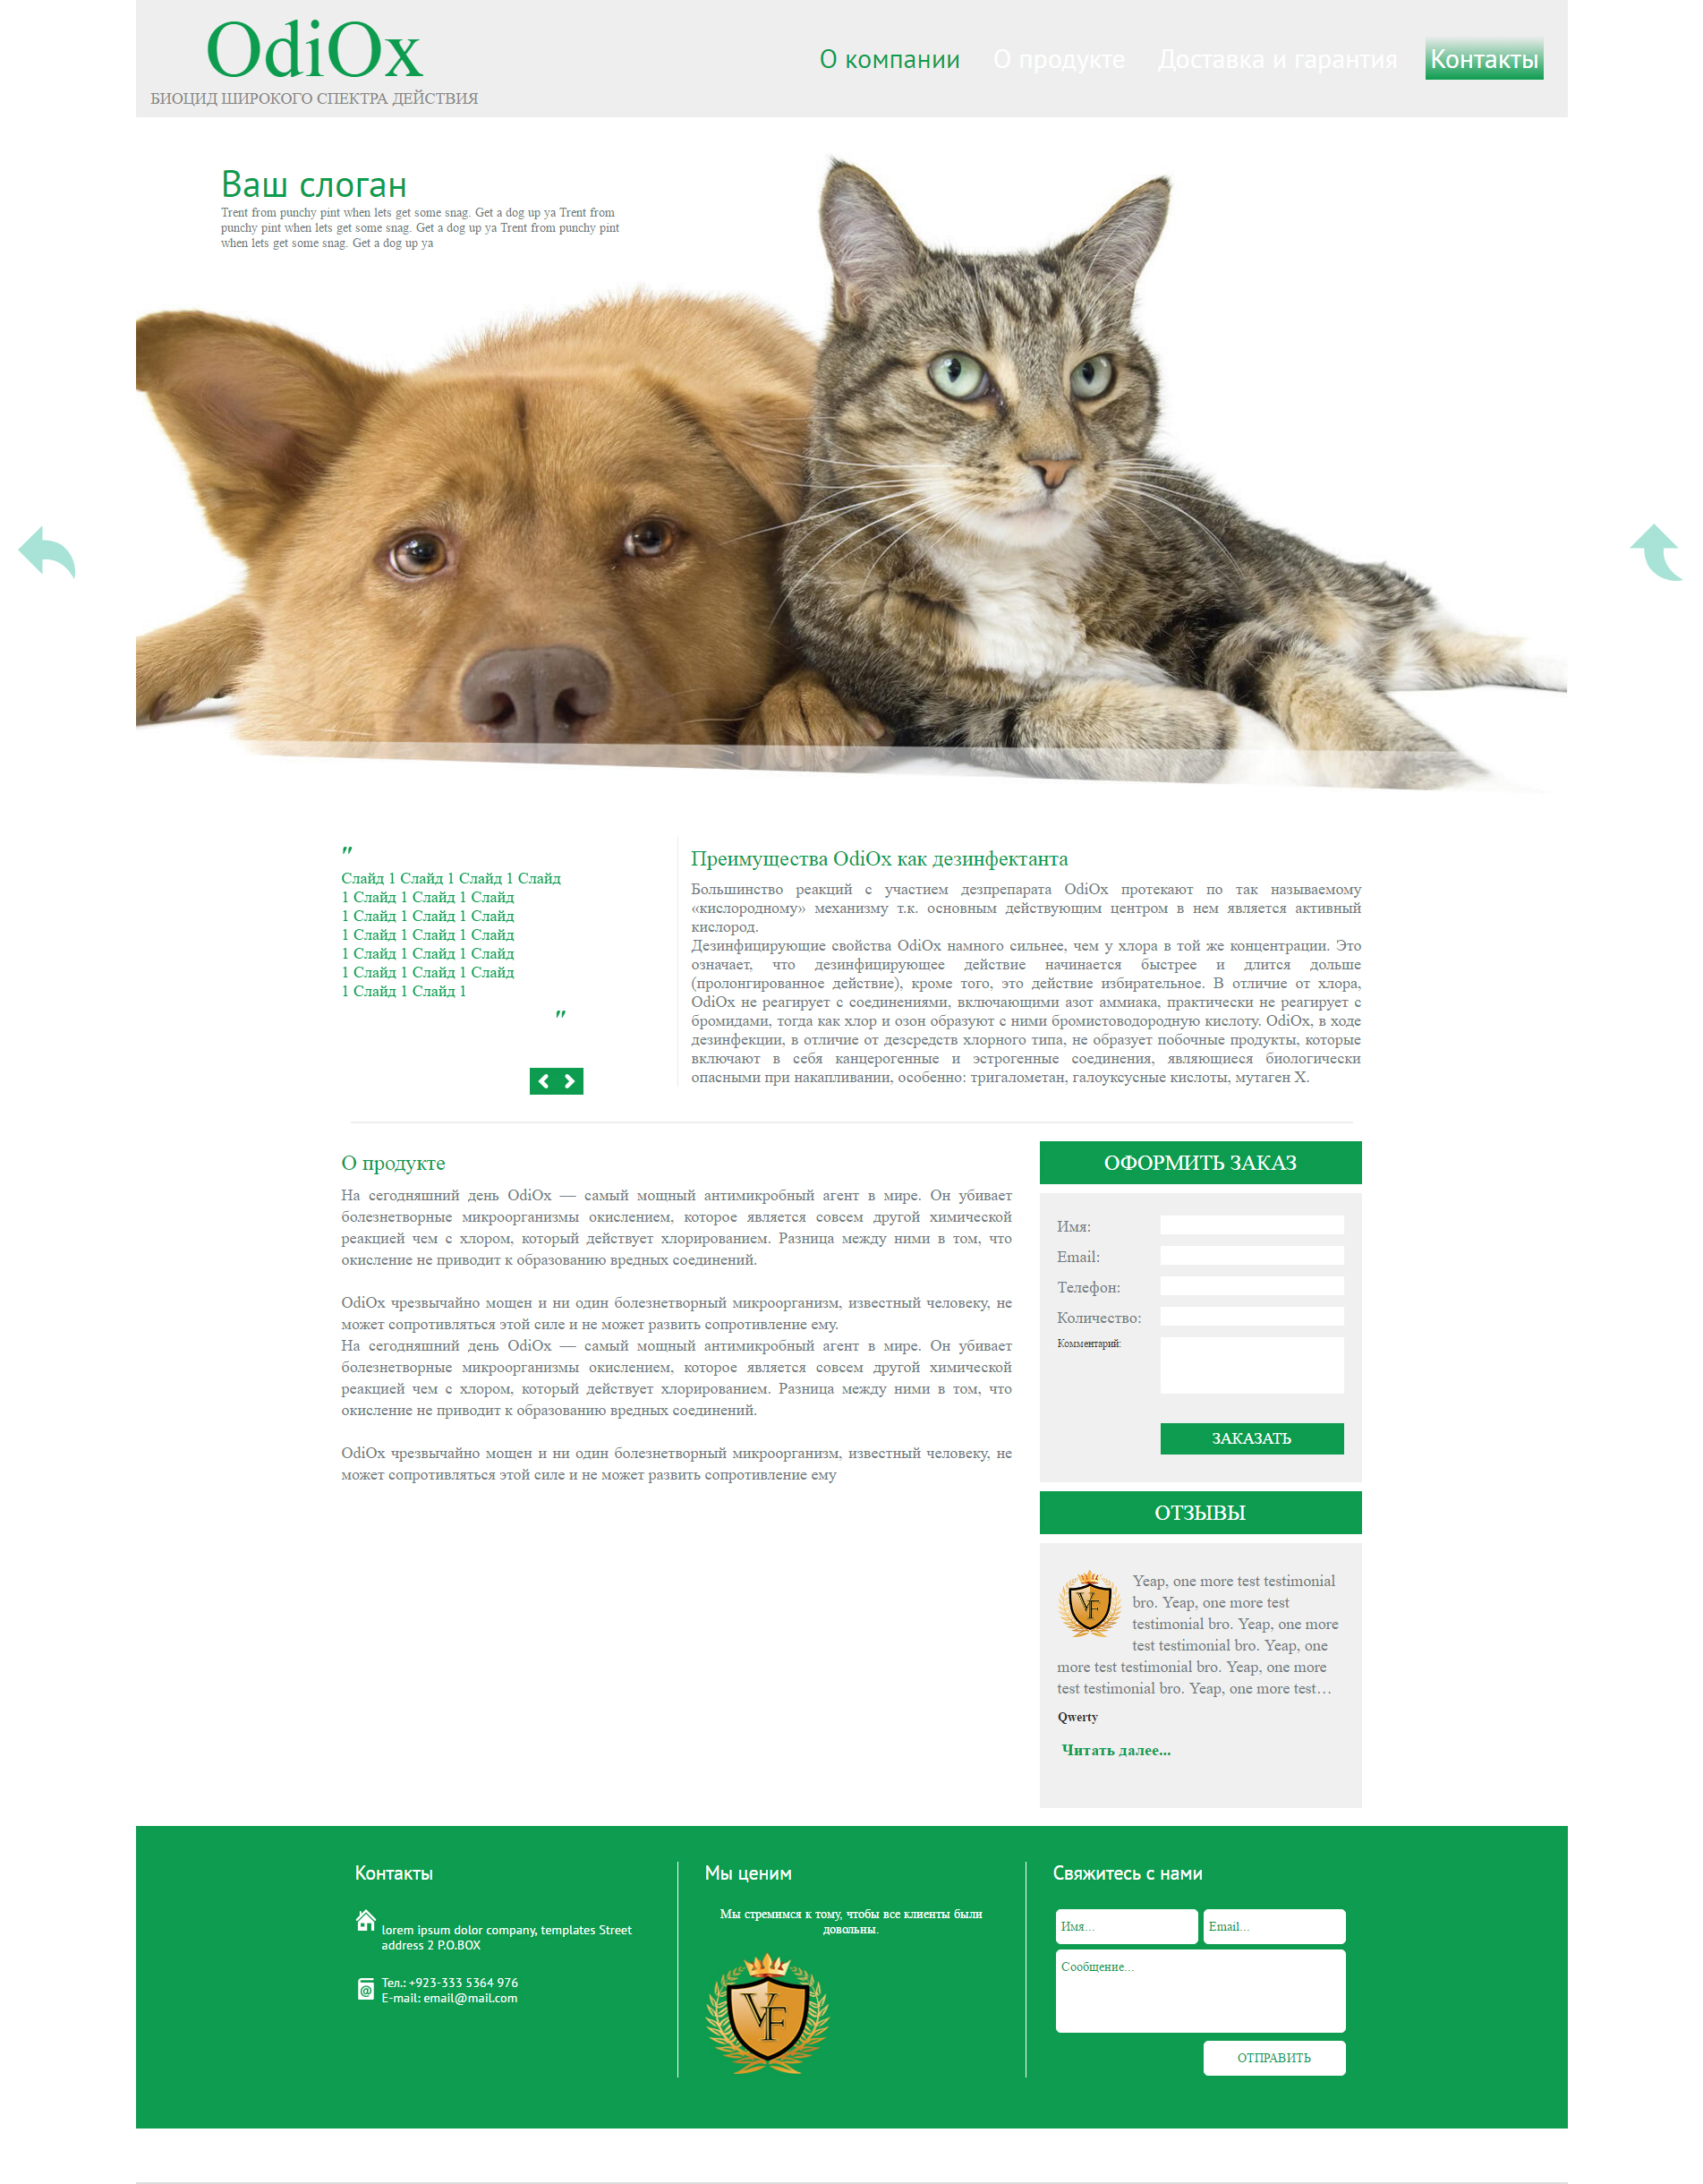 OdiOx
БИОЦИД ШИРОКОГО СПЕКТРА ДЕЙСТВИЯ
О компании
О продукте
Доставка и гарантия
Контакты
Ваш слоган
Trent from punchy pint when lets get some snag. Get a dog up ya Trent from
punchy pint when lets get some snag. Get a dog up ya Trent from punchy pint
when lets get some snag. Get a dog up ya
"
Слайд 1 Слайд 1 Слайд 1 Слайд
1 Слайд 1 Слайд 1 Слайд
1 Слайд 1 Слайд 1 Слайд
1 Слайд 1 Слайд 1 Слайд
1 Слайд 1 Слайд 1 Слайд
1 Слайд 1 Слайд 1 Слайд
1 Слайд 1 Слайд 1
"
Преимущества OdiOx как дезинфектанта
Большинство реакций с участием дезпрепарата OdiOx протекают по так называемому
«кислородному» механизму т.к. основным действующим центром в нем является активный
кислород.
Дезинфицирующие свойства OdiOx намного сильнее, чем у хлора в той же концентрации. Это
означает, что дезинфицирующее действие начинается быстрее и длится дольше
(пролонгированное действие), кроме того, это действие избирательное. В отличие от хлора,
OdiOx не реагирует с соединениями, включающими азот аммиака, практически не реагирует с
бромидами, тогда как хлор и озон образуют с ними бромистоводородную кислоту. OdiOx, в ходе
дезинфекции, в отличие от дезсредств хлорного типа, не образует побочные продукты, которые
включают в себя канцерогенные и эстрогенные соединения, являющиеся биологически
опасными при накапливании, особенно: тригалометан, галоуксусные кислоты, мутаген Х.
О продукте
На сегодняшний день OdiOx — самый мощный антимикробный агент в мире. Он убивает
болезнетворные микроорганизмы окислением, которое является совсем другой химической
реакцией чем с хлором, который действует хлорированием. Разница между ними в том, что
окисление не приводит к образованию вредных соединений.
OdiOx чрезвычайно мощен и ни один болезнетворный микроорганизм, известный человеку, не
может сопротивляться этой силе и не может развить сопротивление ему.
На сегодняшний день OdiOx — самый мощный антимикробный агент в мире. Он убивает
болезнетворные микроорганизмы окислением, которое является совсем другой химической
реакцией чем с хлором, который действует хлорированием. Разница между ними в том, что
окисление не приводит к образованию вредных соединений.
OdiOx чрезвычайно мощен и ни один болезнетворный микроорганизм, известный человеку, не
может сопротивляться этой силе и не может развить сопротивление ему
ОФОРМИТЬ ЗАКАЗ
Имя:
Email:
Телефон:
Количество:
Комментарий:
ЗАКАЗАТЬ
ОТЗЫВЫ
VF
Yeap, one more test testimonial
bro. Yeap, one more test
testimonial bro. Yeap, one more
test testimonial bro. Yeap, one
more test testimonial bro. Yeap, one more
test testimonial bro. Yeap, one more test…
Qwerty
Читать далее...
Контакты
lorem ipsum dolor company, templates Street
address 2 P.O.BOX
Тел.: +923-333 5364 976
E-mail: email@mail.com
Мы ценим
Мы стремимся к тому, чтобы все клиенты были
довольны.
VF
Свяжитесь с нами
Имя...
Email...
Сообщение...
ОТПРАВИТЬ